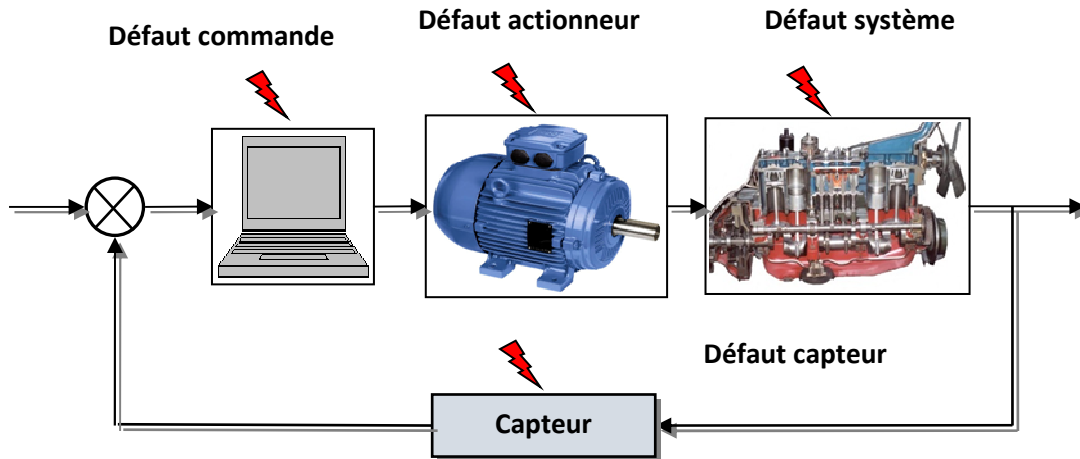 Défaut commande
Défaut actionneur
Défaut système
Défaut capteur
Capteur